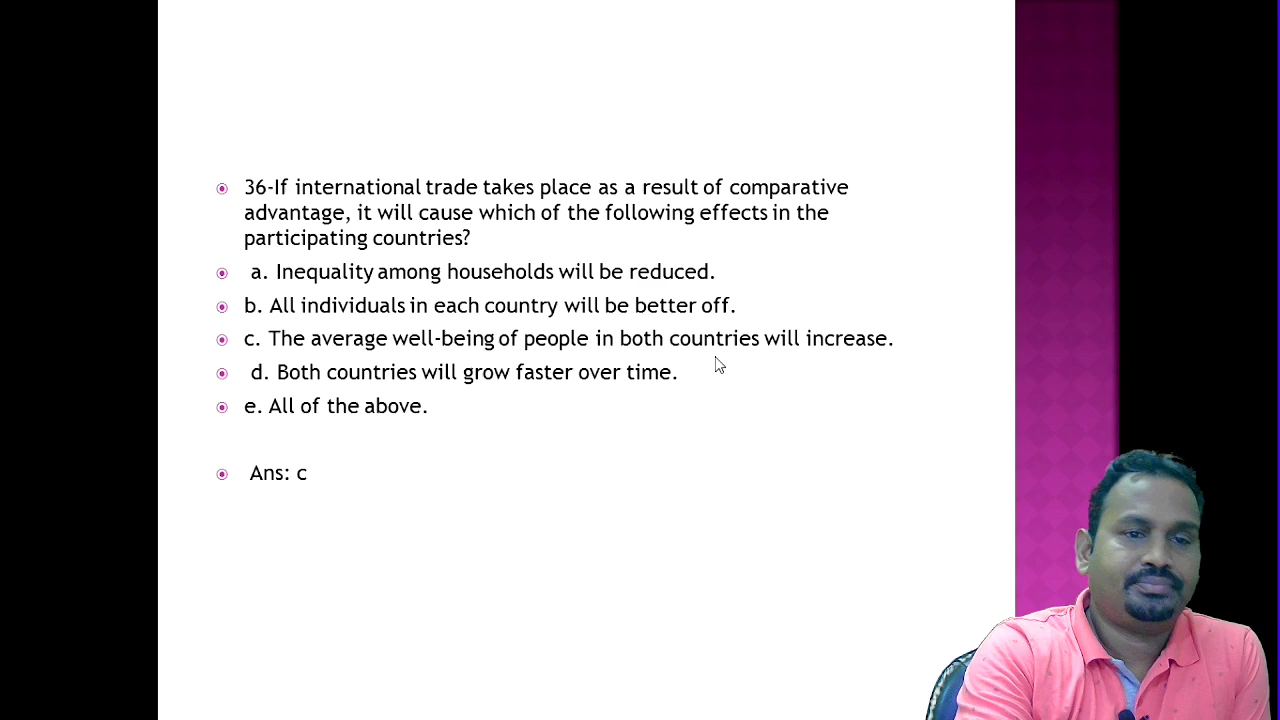 36-If international trade takes place as a result of comparative
advantage, it will cause which of the following effects in the
participating countries?
a. Inequality among households will be reduced.
b. All individuals in each country will be better off.
c. The average well-being of people in both countries will increase.
d. Both countries will grow faster over time.
e. All of the above.
Ans: c